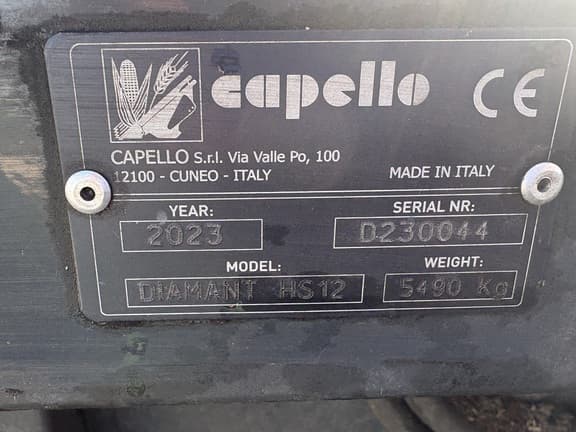 capello CE
CAPELLO S.r.l. Via Valle Po, 100
12100 - CUNEO - ITALY MADE IN ITALY
YEAR: SERIAL NR:
2023 D230044
MODEL: WEIGHT:
DIAMANT HS12 5490 Kg